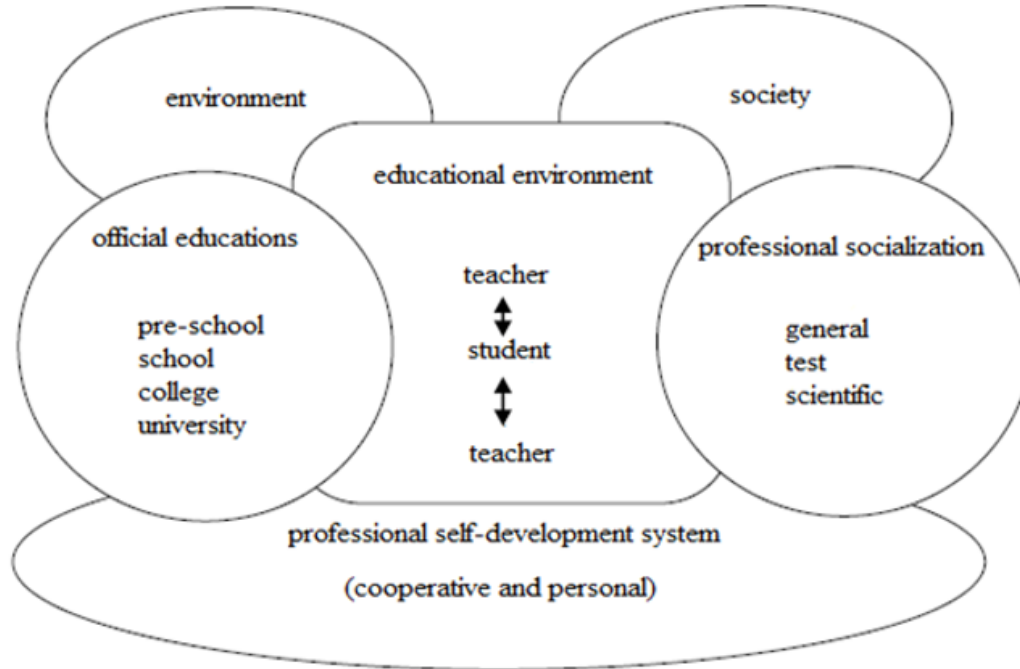 environment
society
educational environment
official educations
pre-school
school
college
university
teacher
student
teacher
professional socialization
general
test
scientific
professional self-development system
(cooperative and personal)